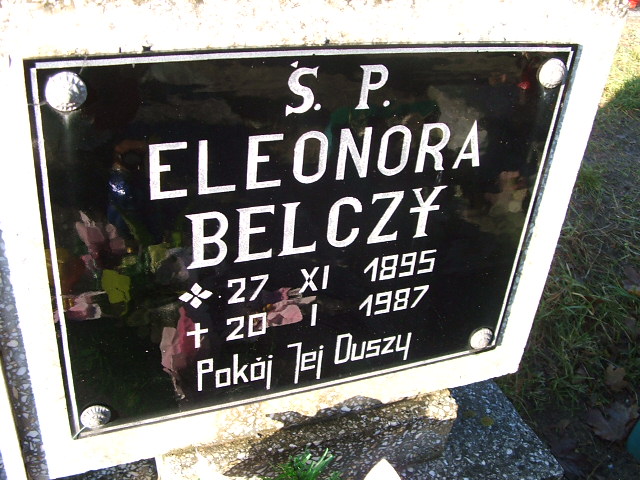 Ś. P.
ELEONORA
BELCZY
27 XI 1895
20 I 1987
Pokój Jej Duszy